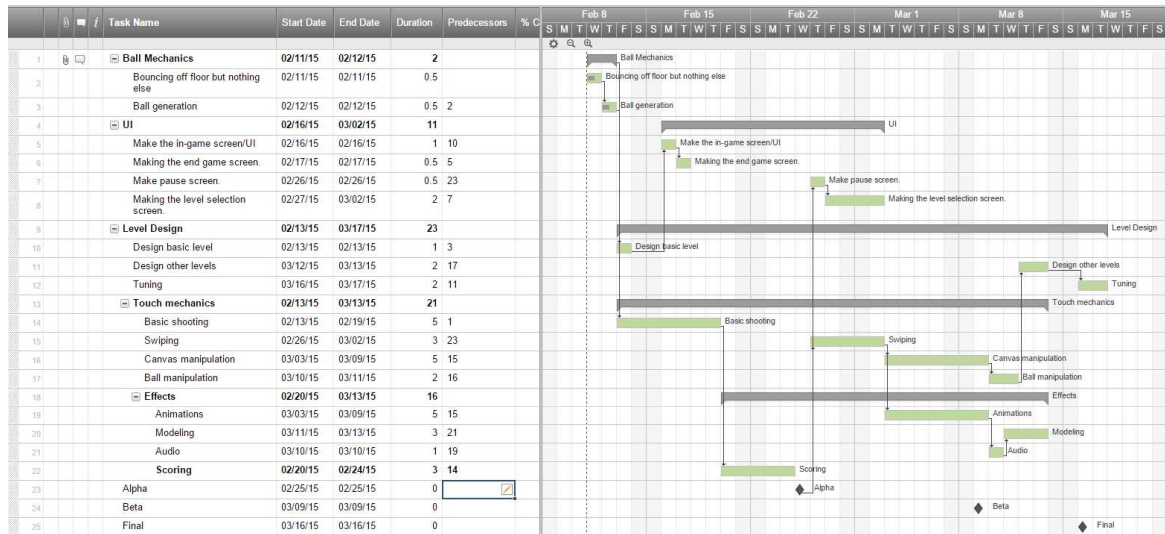 i Task Name Start Date End Date Duration Predecessors % C Feb 8 Feb 15 Feb 22 Mar 1 Mar 8 Mar 15
S M T W T F S S M T W T F S S M T W T F S S M T W T F S S M T W T F S S M T W T F S
1 Ball Mechanics 02/11/15 02/12/15 2 Ball Mechanics
2 Bouncing off floor but nothing else 02/11/15 02/11/15 0.5 Bouncing off floor but nothing else
3 Ball generation 02/12/15 02/12/15 0.5 2 Ball generation
4 UI 02/16/15 03/02/15 11 UI
5 Make the in-game screen/UI 02/16/15 02/16/15 1 10 Make the in-game screen/UI
6 Making the end game screen. 02/17/15 02/17/15 0.5 5 Making the end game screen.
7 Make pause screen. 02/26/15 02/26/15 0.5 23 Make pause screen.
8 Making the level selection screen. 02/27/15 03/02/15 2 7 Making the level selection screen.
9 Level Design 02/13/15 03/17/15 23 Level Design
10 Design basic level 02/13/15 02/13/15 1 3 Design basic level
11 Design other levels 03/12/15 03/13/15 2 17 Design other levels
12 Tuning 03/16/15 03/17/15 2 11 Tuning
13 Touch mechanics 02/13/15 03/13/15 21 Touch mechanics
14 Basic shooting 02/13/15 02/19/15 5 1 Basic shooting
15 Swiping 02/26/15 03/02/15 3 23 Swiping
16 Canvas manipulation 03/03/15 03/09/15 5 15 Canvas manipulation
17 Ball manipulation 03/10/15 03/11/15 2 16 Ball manipulation
18 Effects 02/20/15 03/13/15 16 Effects
19 Animations 03/03/15 03/09/15 5 15 Animations
20 Modeling 03/11/15 03/13/15 3 21 Modeling
21 Audio 03/10/15 03/10/15 1 19 Audio
22 Scoring 02/20/15 02/24/15 3 14 Scoring
23 Alpha 02/25/15 02/25/15 0 Alpha
24 Beta 03/09/15 03/09/15 0 Beta
25 Final 03/16/15 03/16/15 0 Final